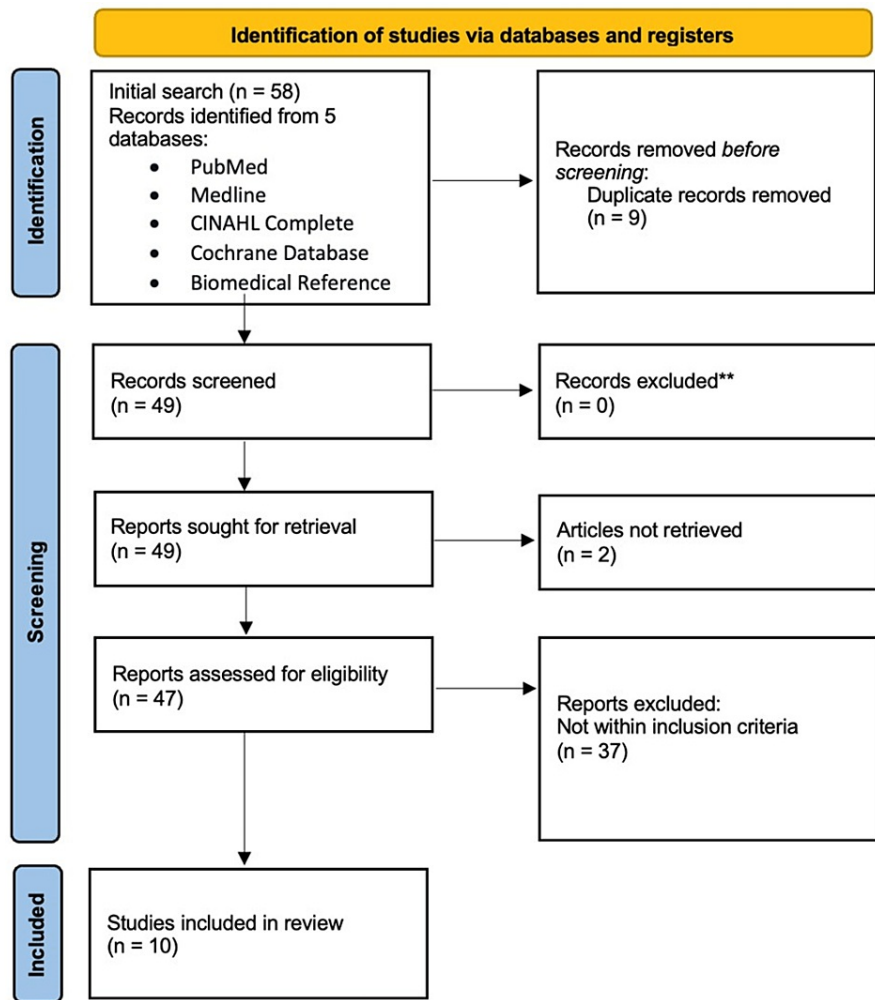 Identification of studies via databases and registers
Identification
Initial search (n = 58)
Records identified from 5
databases:
• PubMed
• Medline
• CINAHL Complete
• Cochrane Database
• Biomedical Reference
Records removed before
screening:
Duplicate records removed
(n = 9)
Screening
Records screened
(n = 49)
Records excluded**
(n = 0)
Reports sought for retrieval
(n = 49)
Articles not retrieved
(n = 2)
Reports assessed for eligibility
(n = 47)
Reports excluded:
Not within inclusion criteria
(n = 37)
Included
Studies included in review
(n = 10)